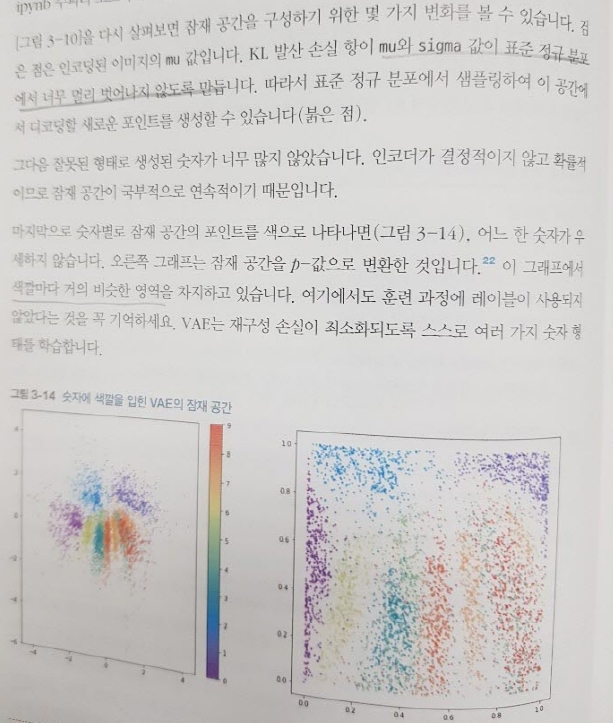 ipynb
[그림 3-10]을 다시 살펴보면 잠재 공간을 구성하기 위한 몇 가지 변화를 볼 수 있습니다. 검
은 점은 인코딩된 이미지의 mu 값입니다. KL 발산 손실 항이 mu와 sigma 값이 표준 정규 분포
에서 너무 멀리 벗어나지 않도록 만듭니다. 따라서 표준 정규 분포에서 샘플링하여 이 공간에
서 디코딩할 새로운 포인트를 생성할 수 있습니다(붉은 점).
그다음 잘못된 형태로 생성된 숫자가 너무 많지 않았습니다. 인코더가 결정적이지 않고 확률적
이므로 잠재 공간이 국부적으로 연속적이기 때문입니다.
마지막으로 숫자별로 잠재 공간의 포인트를 색으로 나타나면(그림 3-14), 어느 한 숫자가 우
세하지 않습니다. 오른쪽 그래프는 잠재 공간을 p-값으로 변환한 것입니다.22 이 그래프에서
색깔마다 거의 비슷한 영역을 차지하고 있습니다. 여기에서도 훈련 과정에 레이블이 사용되지
않았다는 것을 꼭 기억하세요. VAE는 재구성 손실이 최소화되도록 스스로 여러 가지 숫자 형
태를 학습합니다.
그림 3-14 숫자에 색깔을 입힌 VAE의 잠재 공간
4
2
0
-2
-4
-6
-4
-2
0
2
4
9
8
7
6
5
4
3
2
1
0
1.0
0.8
0.6
0.4
0.2
0.0
0.0
0.2
0.4
0.6
0.8
1.0